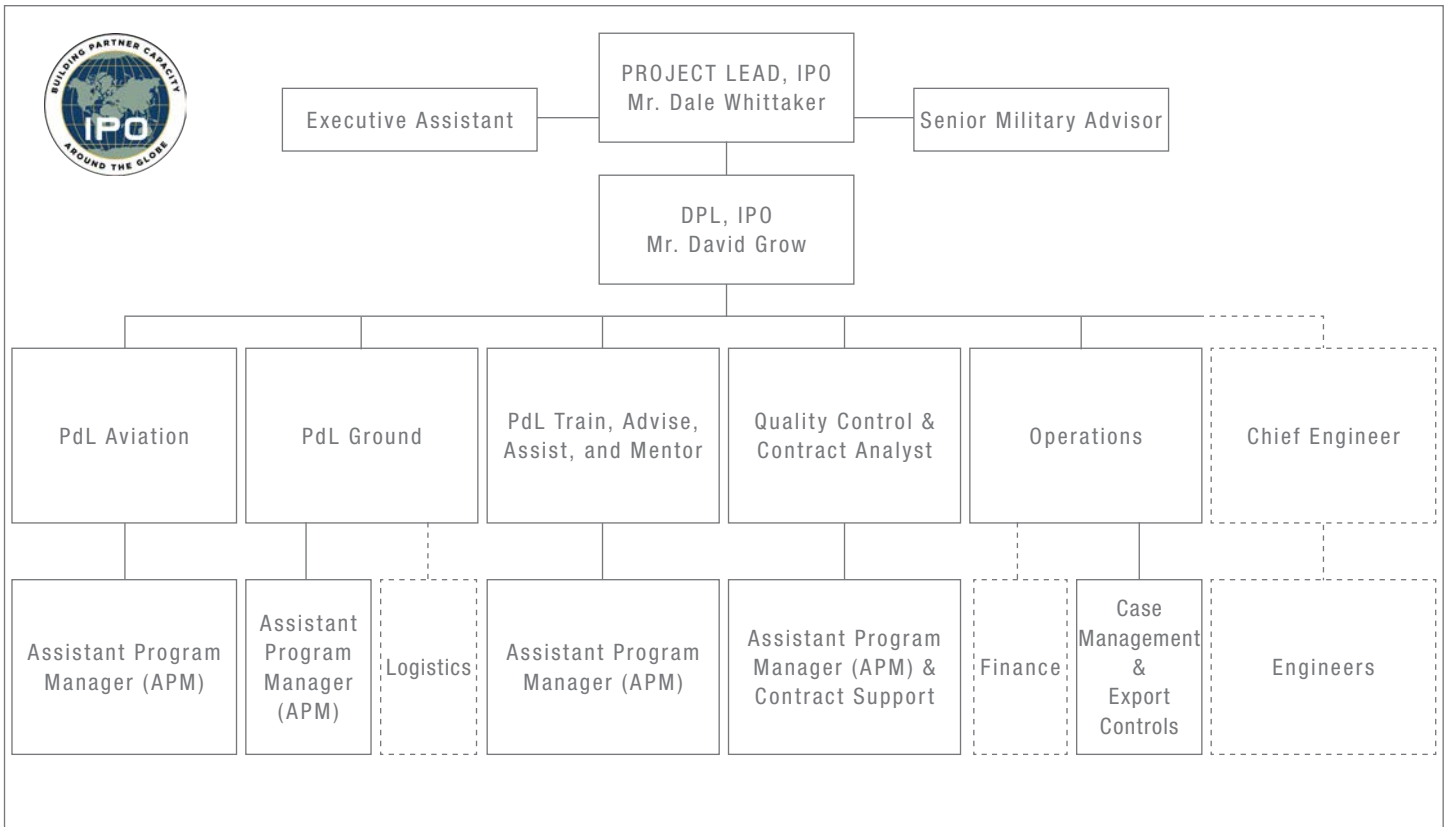 BUILDING PARTNER CAPACITY
IPO
AROUND THE GLOBE
PROJECT LEAD, IPO
Mr. Dale Whittaker
Executive Assistant
Senior Military Advisor
DPL, IPO
Mr. David Grow
PdL Aviation
PdL Ground
PdL Train, Advise,
Assist, and Mentor
Quality Control &
Contract Analyst
Operations
Chief Engineer
Assistant Program
Manager (APM)
Assistant
Program
Manager
(APM)
Logistics
Assistant Program
Manager (APM)
Assistant Program
Manager (APM) &
Contract Support
Finance
Case
Management
&
Export
Controls
Engineers